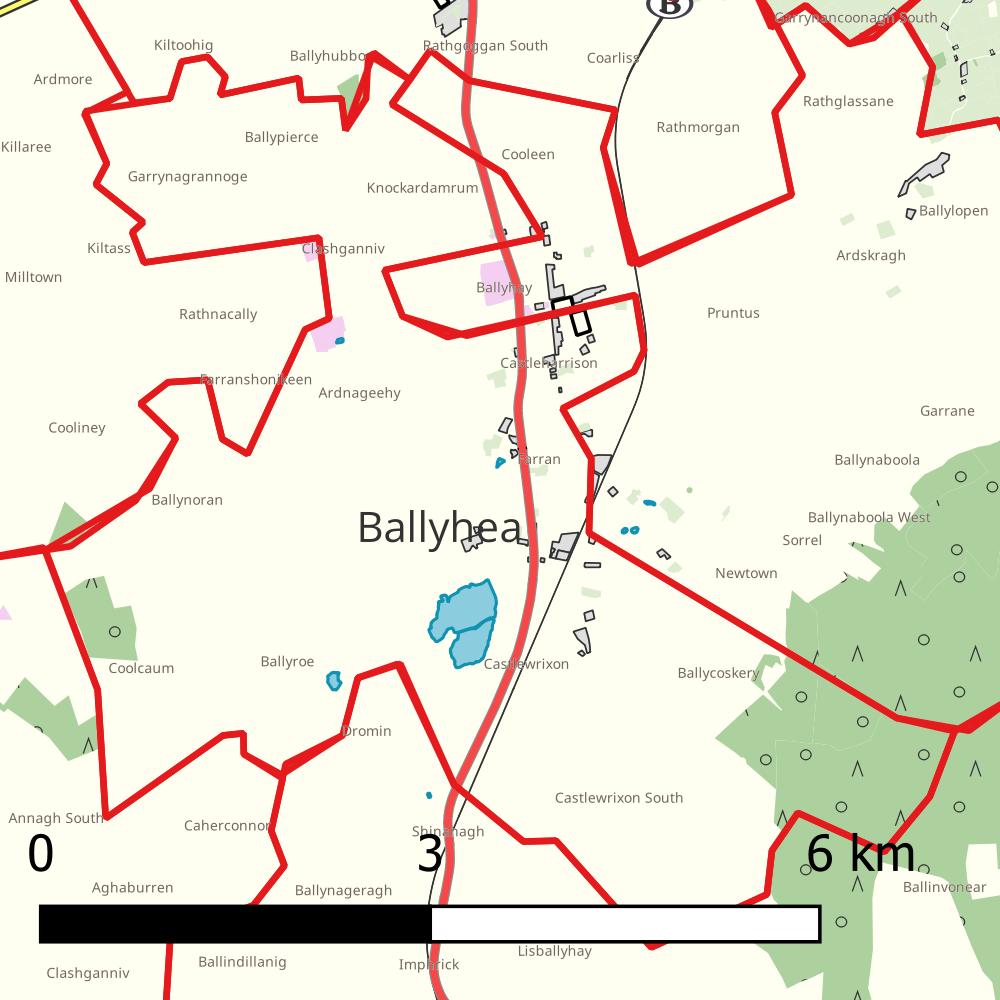 B
Garrynancoonagh South
Kiltoohig
Rathgoggan South
Ballyhubbo
Coarliss
Ardmore
Rathglassane
Rathmorgan
Ballypierce
Killaree
Cooleen
Garrynagrannoge
Knockardamrum
Ballylopen
Kiltass
Clashganniv
Ardskragh
Milltown
Ballyhay
Rathnacally
Pruntus
Castleharrison
Farranshonikeen
Ardnageehy
Garrane
Cooliney
Farran
Ballynaboola
Ballynoran
Ballynaboola West
Ballyhea
Sorrel
Newtown
Ballyroe
Castlewrixon
Coolcaum
Ballycoskery
Dromin
Castlewrixon South
Annagh South
Caherconnor
Shinanagh
0
3
6 km
Aghaburren
Ballynageragh
Ballinvonear
Lisballyhay
Ballindillanig
Imphrick
Clashganniv